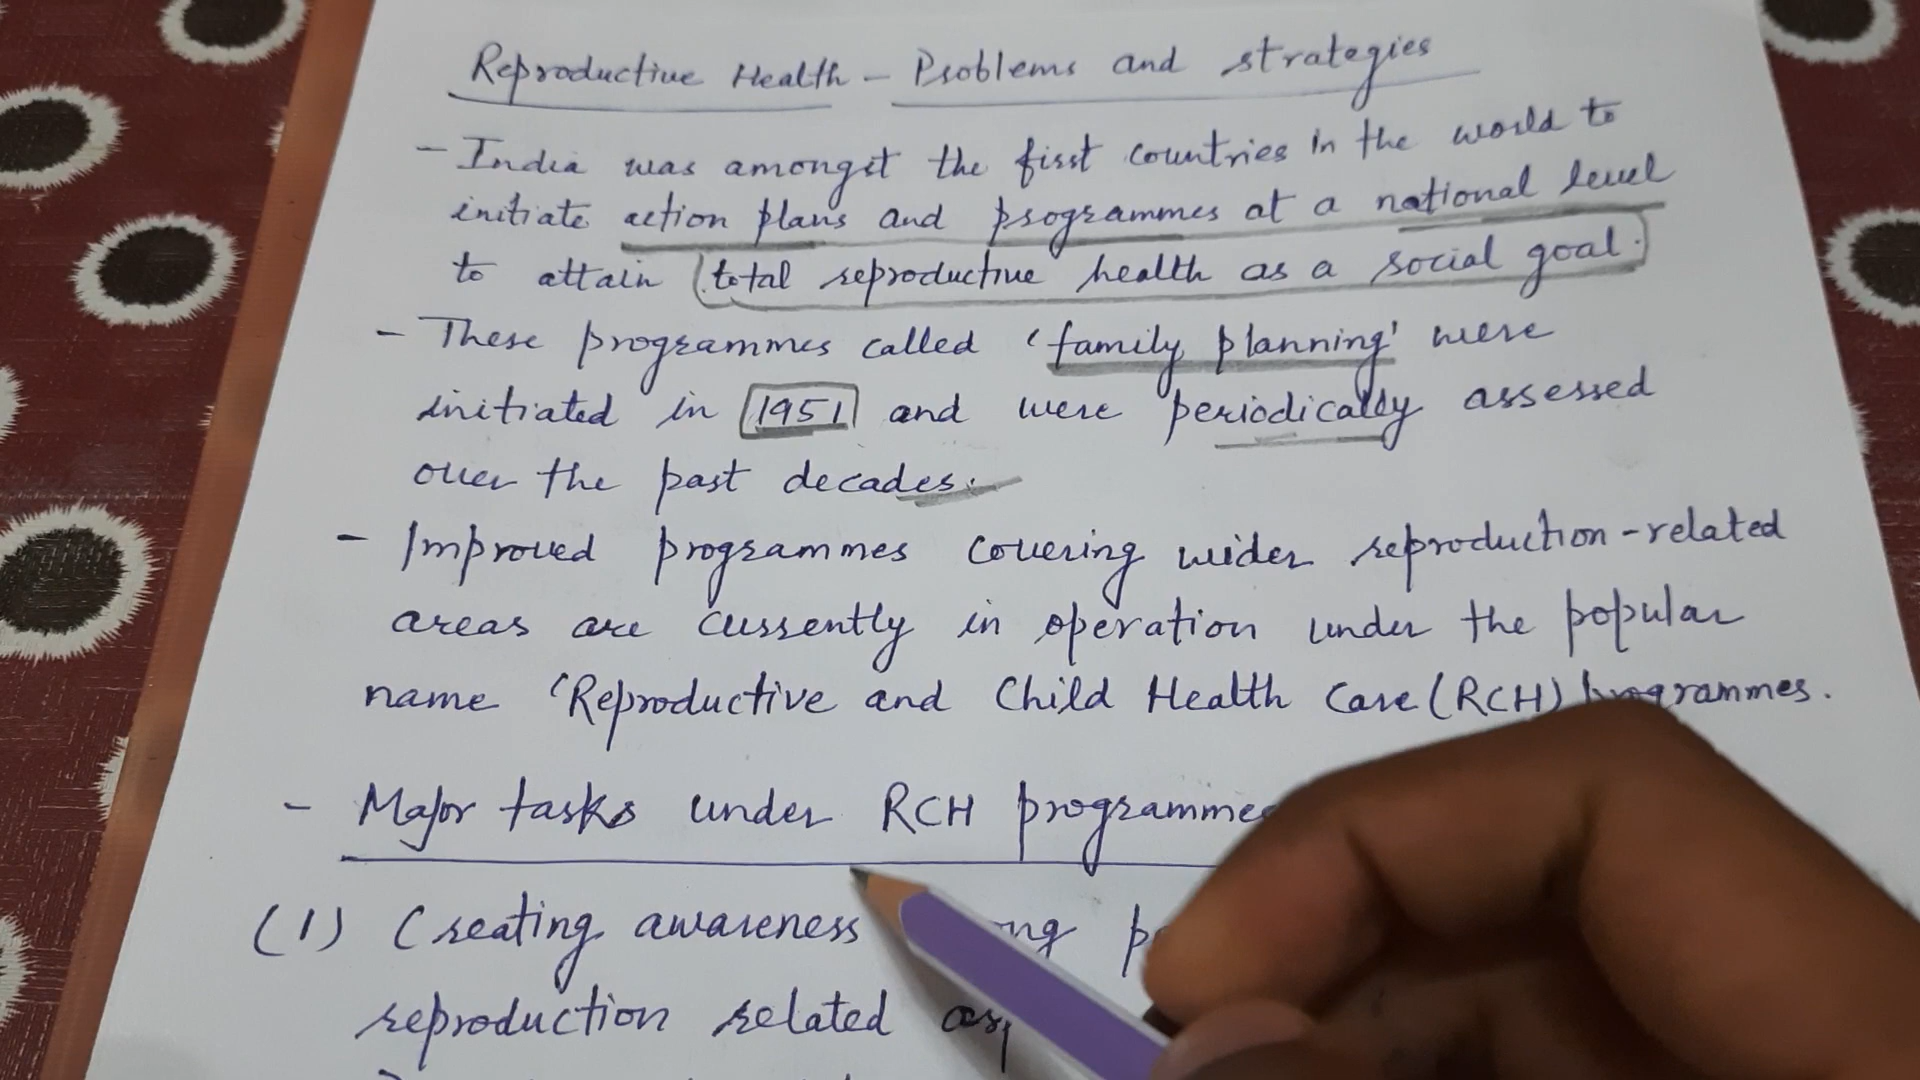 Reproductive Health - Problems and strategies
- India was amongst the first countries in the world to
initiate action plans and programmes at a national level
to attain total reproductive health as a social goal.
- These programmes called 'family planning' were
initiated in 1951 and were periodically assessed
over the past decades.
- Improved programmes covering wider reproduction-related
areas are currently in operation under the popular
name 'Reproductive and Child Health Care (RCH) programmes.
- Major tasks under RCH programme
(1) Creating awareness
reproduction related